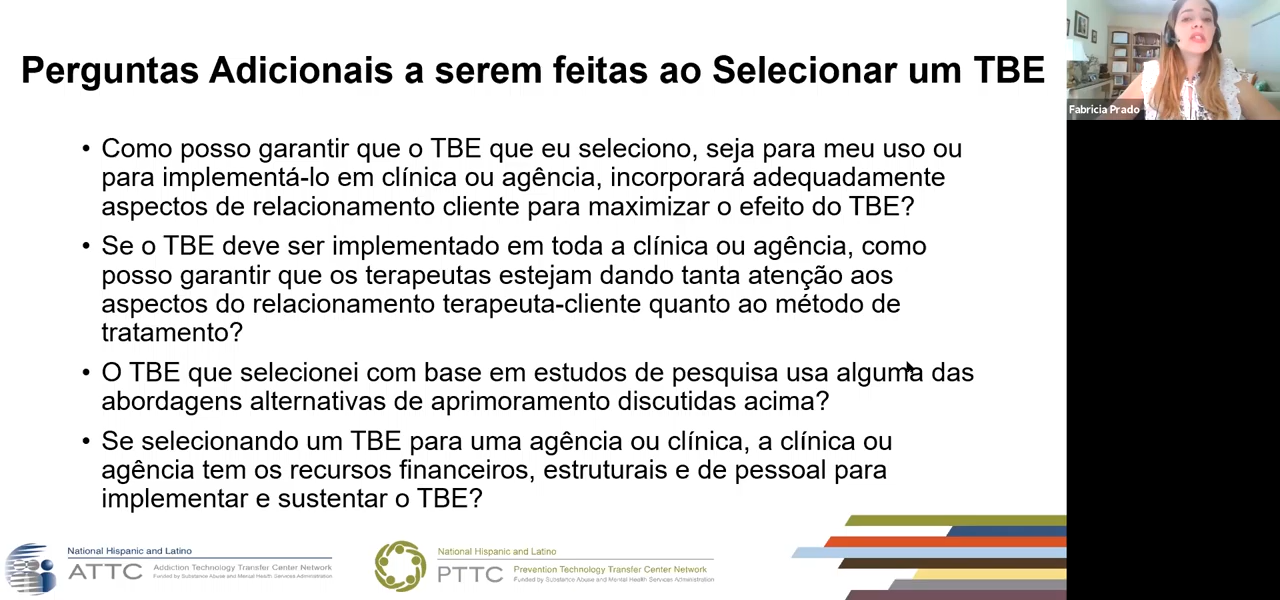 Perguntas Adicionais a serem feitas ao Selecionar um TBE
Fabricia Prado
• Como posso garantir que o TBE que eu seleciono, seja para meu uso ou
para implementá-lo em clínica ou agência, incorporará adequadamente
aspectos de relacionamento cliente para maximizar o efeito do TBE?
• Se o TBE deve ser implementado em toda a clínica ou agência, como
posso garantir que os terapeutas estejam dando tanta atenção aos
aspectos do relacionamento terapeuta-cliente quanto ao método de
tratamento?
• O TBE que selecionei com base em estudos de pesquisa usa alguma das
abordagens alternativas de aprimoramento discutidas acima?
• Se selecionando um TBE para uma agência ou clínica, a clínica ou
agência tem os recursos financeiros, estruturais e de pessoal para
implementar e sustentar o TBE?
National Hispanic and Latino
ATTC
Addiction Technology Transfer Center Network
Funded by Substance Abuse and Mental Health Services Administration
National Hispanic and Latino
PTTC
Prevention Technology Transfer Center Network
Funded by Substance Abuse and Mental Health Services Administration